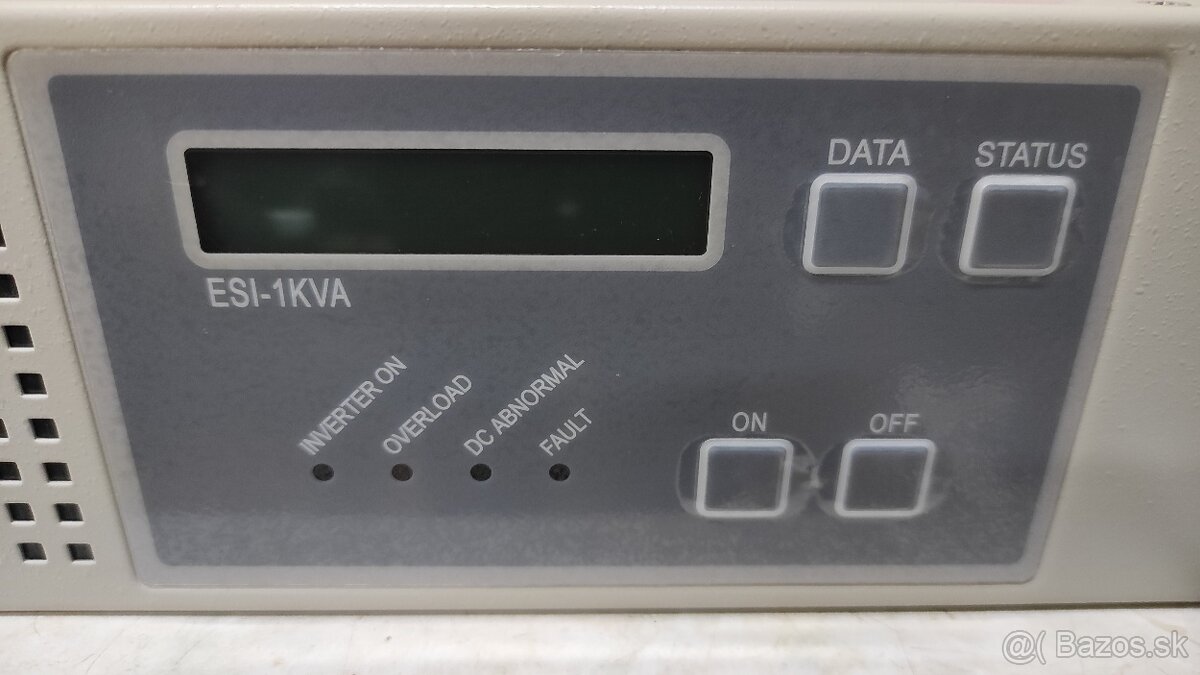 DATA
STATUS
ESI-1KVA
INVERTER ON
OVERLOAD
DC ABNORMAL
FAULT
ON
OFF
@( Bazos.sk